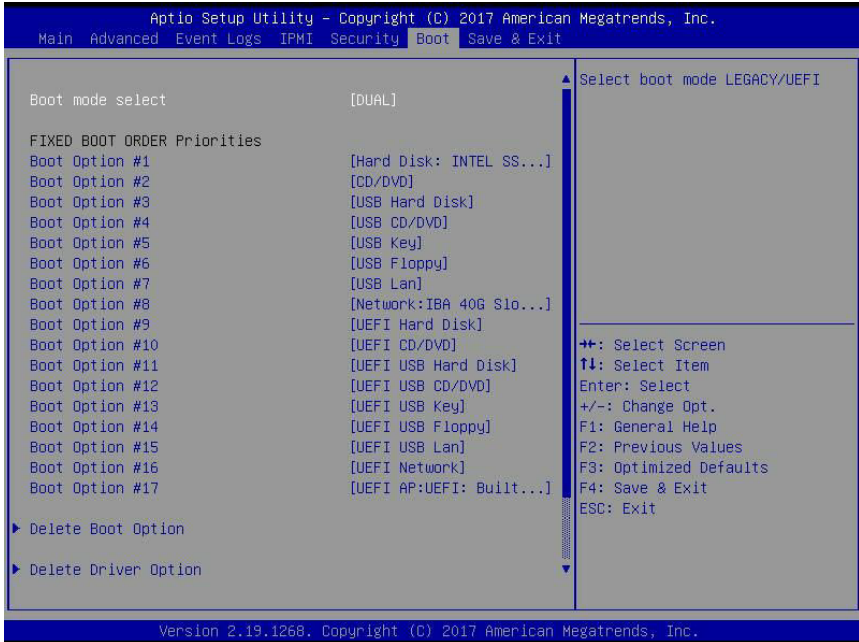 Aptio Setup Utility – Copyright (C) 2017 American Megatrends, Inc.
Main Advanced Event Logs IPMI Security Boot Save & Exit
Boot mode select [DUAL]
FIXED BOOT ORDER Priorities
Boot Option #1 [Hard Disk: INTEL SS...]
Boot Option #2 [CD/DVD]
Boot Option #3 [USB Hard Disk]
Boot Option #4 [USB CD/DVD]
Boot Option #5 [USB Key]
Boot Option #6 [USB Floppy]
Boot Option #7 [USB Lan]
Boot Option #8 [Network:IBA 40G Slo...]
Boot Option #9 [UEFI Hard Disk]
Boot Option #10 [UEFI CD/DVD]
Boot Option #11 [UEFI USB Hard Disk]
Boot Option #12 [UEFI USB CD/DVD]
Boot Option #13 [UEFI USB Key]
Boot Option #14 [UEFI USB Floppy]
Boot Option #15 [UEFI USB Lan]
Boot Option #16 [UEFI Network]
Boot Option #17 [UEFI AP:UEFI: Built...]
Delete Boot Option
Delete Driver Option
Select boot mode LEGACY/UEFI
→←: Select Screen
↑↓: Select Item
Enter: Select
+/-: Change Opt.
F1: General Help
F2: Previous Values
F3: Optimized Defaults
F4: Save & Exit
ESC: Exit
Version 2.19.1268. Copyright (C) 2017 American Megatrends, Inc.